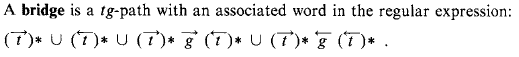 A bridge is a tg-path with an associated word in the regular expression:
(t⃗)* ∪ (t⃖)* ∪ (t⃗)* g⃗ (t⃖)* ∪ (t⃗)* g⃖ (t⃖)* .